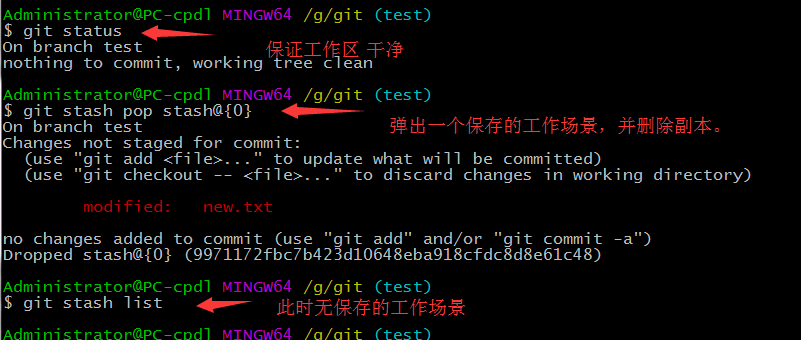 Administrator@PC-cpdl MINGW64 /g/git (test)
$ git status
On branch test
保证工作区 干净
nothing to commit, working tree clean
Administrator@PC-cpdl MINGW64 /g/git (test)
$ git stash pop stash@{0}
On branch test
弹出一个保存的工作场景，并删除副本。
Changes not staged for commit:
(use "git add <file>..." to update what will be committed)
(use "git checkout -- <file>..." to discard changes in working directory)
modified: new.txt
no changes added to commit (use "git add" and/or "git commit -a")
Dropped stash@{0} (9971172fbc7b423d10648eba918cfdc8d8e61c48)
Administrator@PC-cpdl MINGW64 /g/git (test)
$ git stash list
此时无保存的工作场景
Administrator@PC-cpdl MINGW64 /g/git (test)